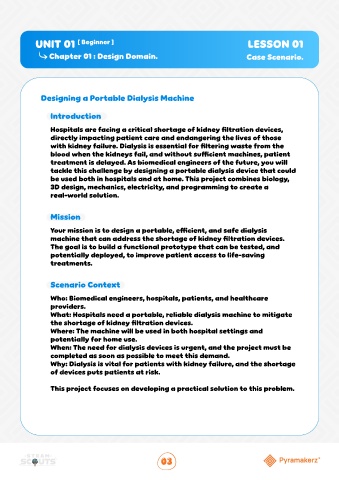 UNIT 01 [ Beginner ]
Chapter 01 : Design Domain.
LESSON 01
Case Scenario.
Designing a Portable Dialysis Machine
Introduction
Hospitals are facing a critical shortage of kidney filtration devices,
directly impacting patient care and endangering the lives of those
with kidney failure. Dialysis is essential for filtering waste from the
blood when the kidneys fail, and without sufficient machines, patient
treatment is delayed. As biomedical engineers of the future, you will
tackle this challenge by designing a portable dialysis device that could
be used both in hospitals and at home. This project combines biology,
3D design, mechanics, electricity, and programming to create a
real-world solution.
Mission
Your mission is to design a portable, efficient, and safe dialysis
machine that can address the shortage of kidney filtration devices.
The goal is to build a functional prototype that can be tested, and
potentially deployed, to improve patient access to life-saving
treatments.
Scenario Context
Who: Biomedical engineers, hospitals, patients, and healthcare
providers.
What: Hospitals need a portable, reliable dialysis machine to mitigate
the shortage of kidney filtration devices.
Where: The machine will be used in both hospital settings and
potentially for home use.
When: The need for dialysis devices is urgent, and the project must be
completed as soon as possible to meet this demand.
Why: Dialysis is vital for patients with kidney failure, and the shortage
of devices puts patients at risk.
This project focuses on developing a practical solution to this problem.
SCOUTS
03
Pyramakerz